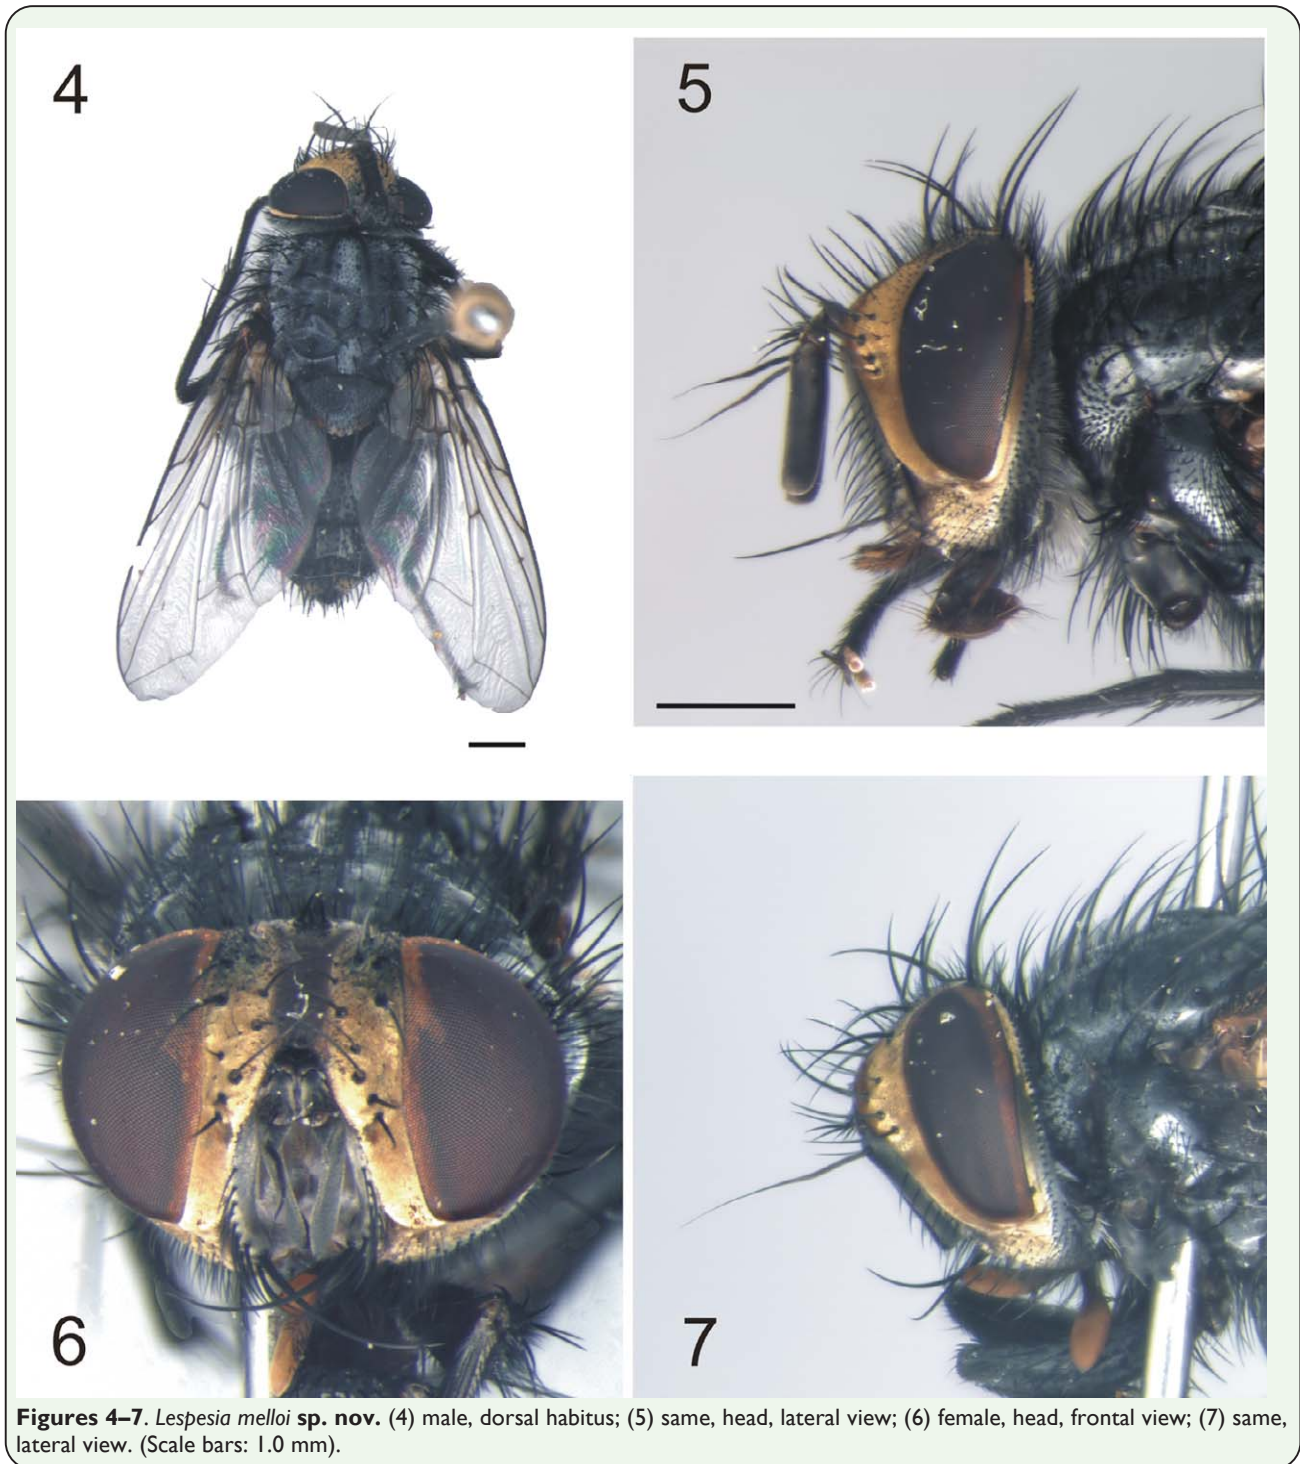 4
5
6
7
Figures 4–7. Lespesia melloi sp. nov. (4) male, dorsal habitus; (5) same, head, lateral view; (6) female, head, frontal view; (7) same,
lateral view. (Scale bars: 1.0 mm).